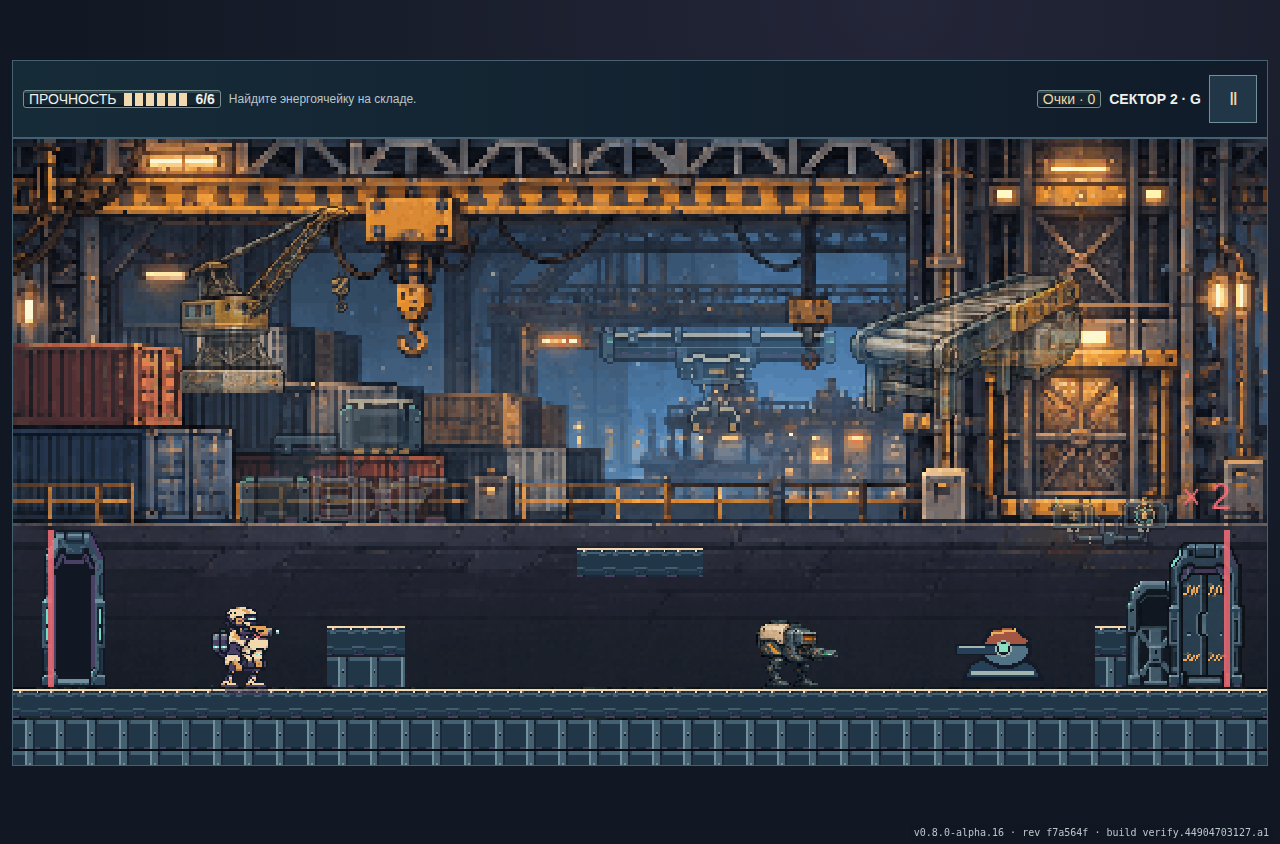 ПРОЧНОСТЬ 6/6 Найдите энергоячейку на складе. Очки · 0 СЕКТОР 2 · G II
× 2
v0.8.0-alpha.16 · rev f7a564f · build verify.44904703127.a1